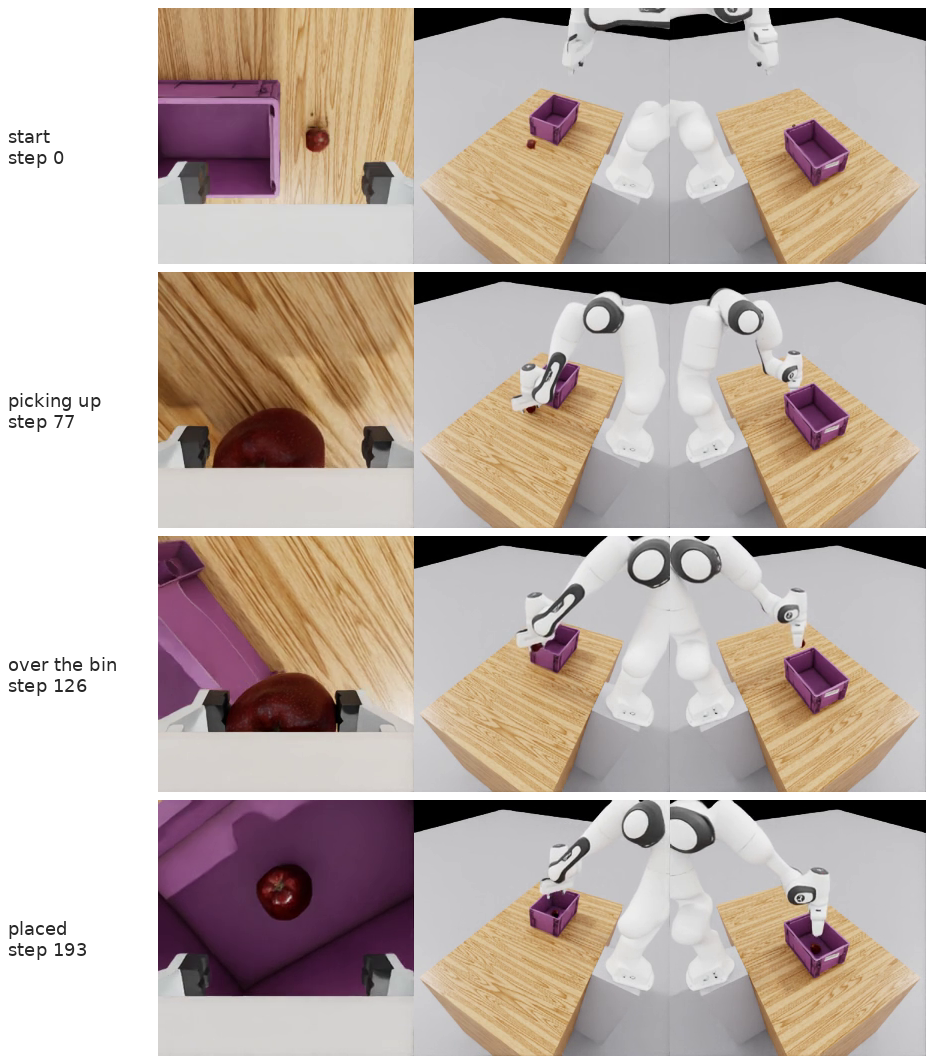 start
step 0
picking up
step 77
over the bin
step 126
placed
step 193